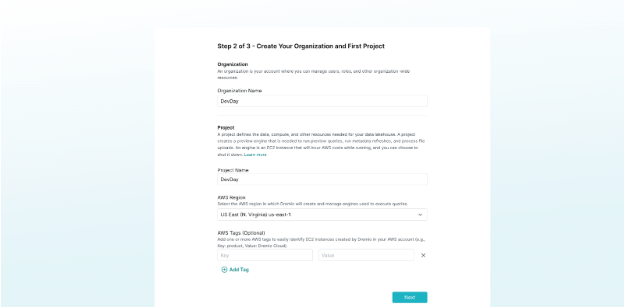 Step 2 of 3 - Create Your Organization and First Project
Organization
An organization is your account where you can manage users, roles, and other organization-wide
resources.
Organization Name
DevDay
Project
A project defines the data, compute, and other resources needed for your data lakehouse. A project
creates a preview engine that is needed to run preview queries, run metadata refreshes, and process file
uploads. An engine is an EC2 instance that will incur AWS costs while running, and you can choose to
shut it down. Learn more
Project Name
DevDay
AWS Region
Select the AWS region in which Dremio will create and manage engines used to execute queries.
US East (N. Virginia) us-east-1
AWS Tags (Optional)
Add one or more AWS tags to easily identify EC2 instances created by Dremio in your AWS account (e.g.,
Key: product, Value: Dremio Cloud)
Key
Value
Add Tag
Next